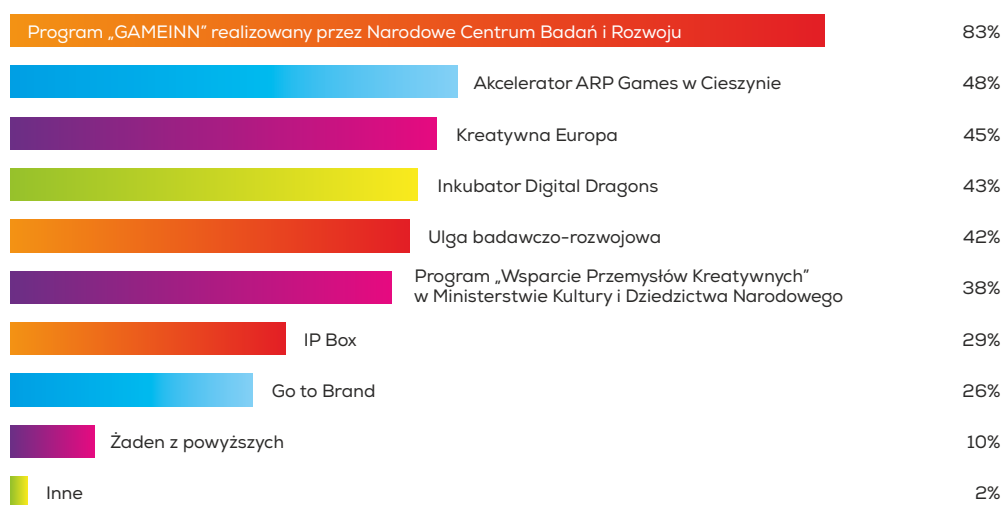 Program „GAMEINN” realizowany przez Narodowe Centrum Badań i Rozwoju 83%
Akcelerator ARP Games w Cieszynie 48%
Kreatywna Europa 45%
Inkubator Digital Dragons 43%
Ulga badawczo-rozwojowa 42%
Program „Wsparcie Przemysłów Kreatywnych”
w Ministerstwie Kultury i Dziedzictwa Narodowego 38%
IP Box 29%
Go to Brand 26%
Żaden z powyższych 10%
Inne 2%